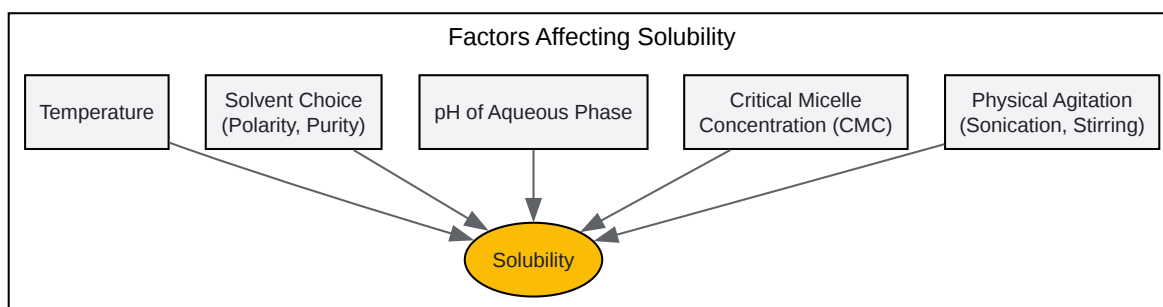 Factors Affecting Solubility
Temperature
Solvent Choice
(Polarity, Purity)
pH of Aqueous Phase
Critical Micelle
Concentration (CMC)
Physical Agitation
(Sonication, Stirring)
Solubility